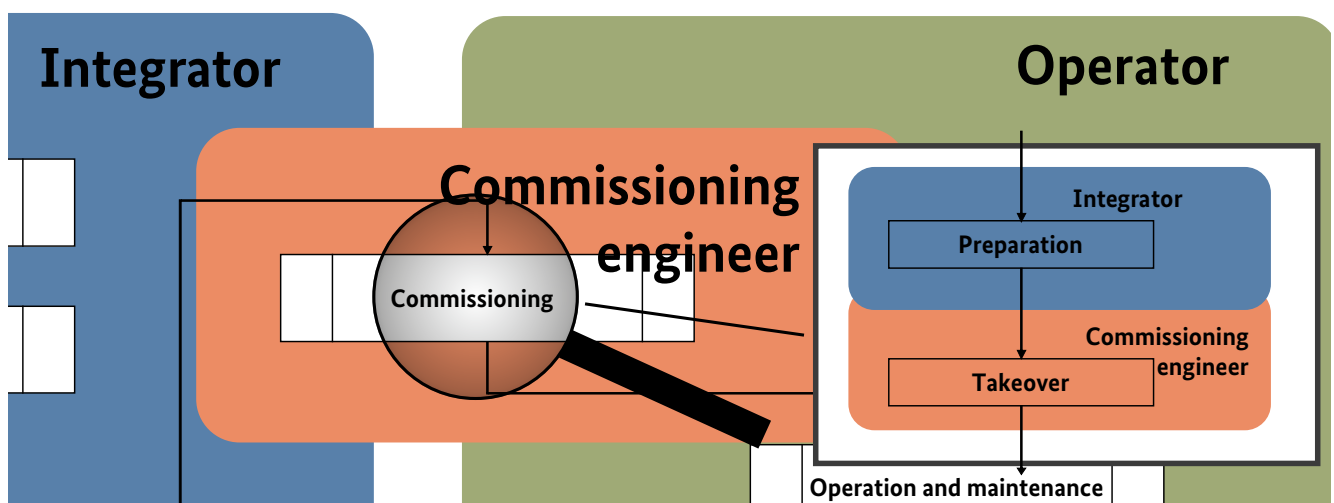 Integrator
Operator
Commissioning
engineer
Commissioning
Integrator
Preparation
Commissioning
engineer
Takeover
Operation and maintenance